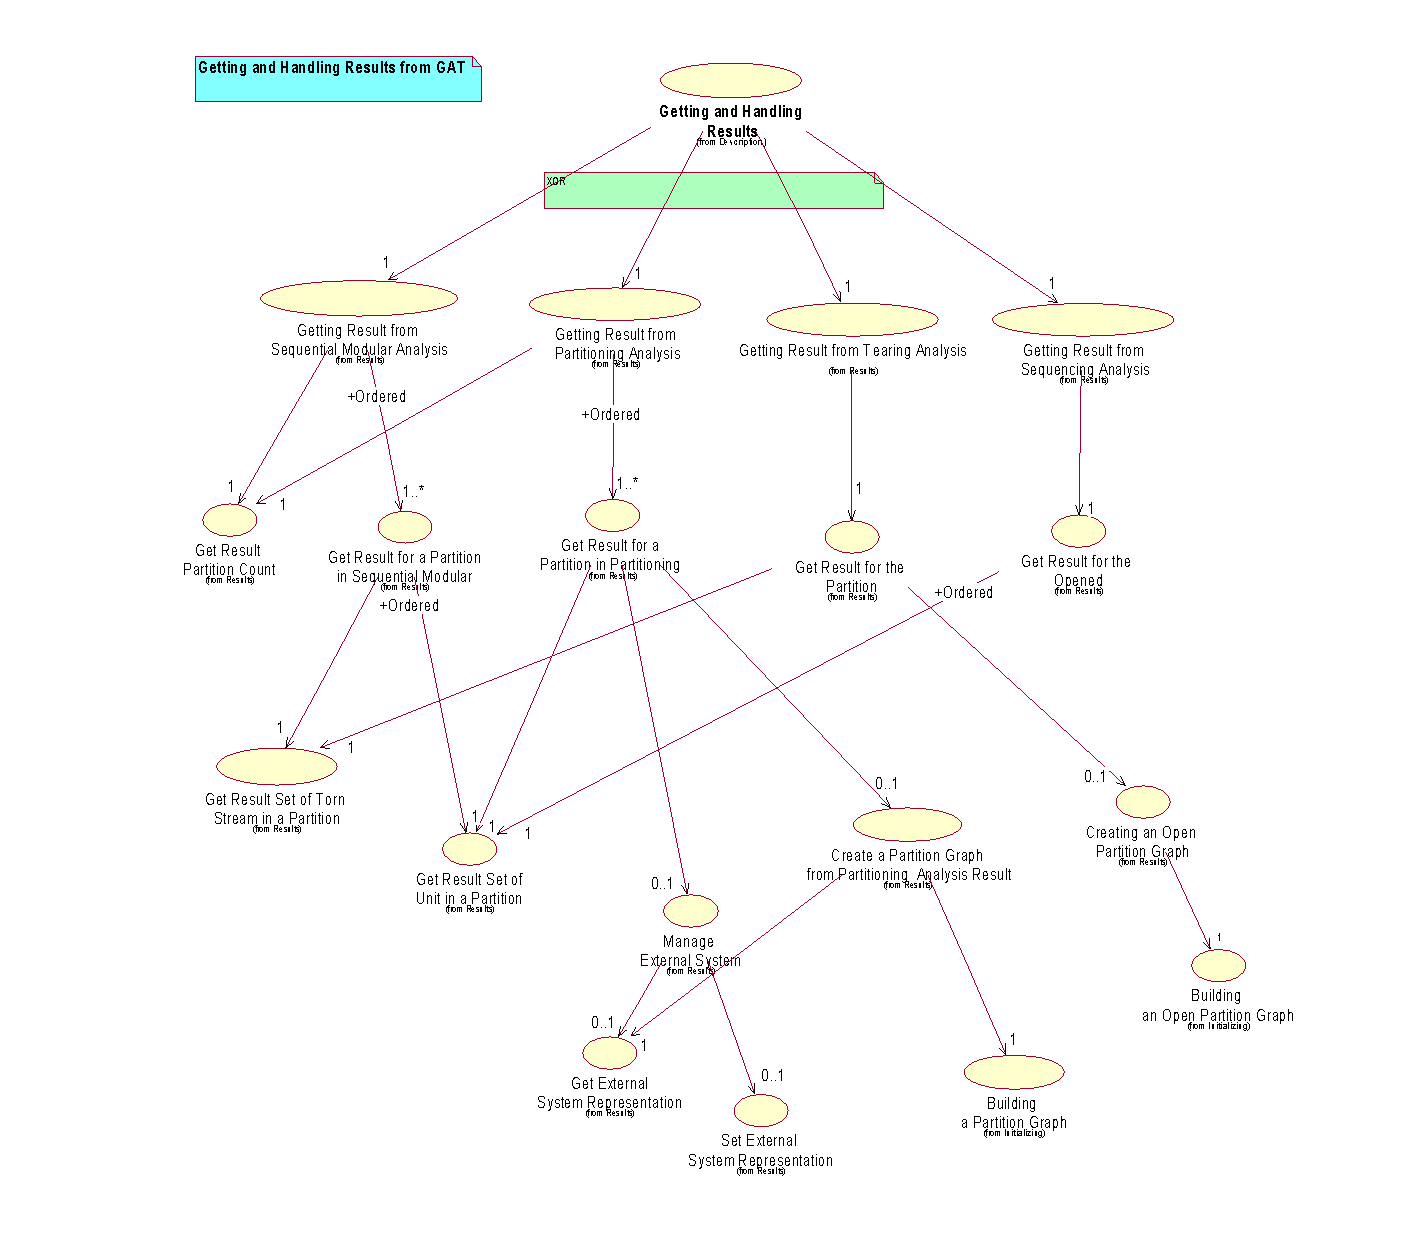 Getting and Handling Results from GAT
Getting and Handling
Results
(from Description)
XOR
1
1
1
1
Getting Result from
Sequential Modular Analysis
(from Results)
Getting Result from
Partitioning Analysis
(from Results)
Getting Result from Tearing Analysis
(from Results)
Getting Result from
Sequencing Analysis
(from Results)
+Ordered
+Ordered
1
1
1..*
1..*
1
1
Get Result
Partition Count
(from Results)
Get Result for a Partition
in Sequential Modular
(from Results)
Get Result for a
Partition in Partitioning
(from Results)
Get Result for the
Partition
(from Results)
Get Result for the
Opened
(from Results)
+Ordered
+Ordered
1
1
Get Result Set of Torn
Stream in a Partition
(from Results)
1
1
1
Get Result Set of
Unit in a Partition
(from Results)
0..1
Create a Partition Graph
from Partitioning Analysis Result
(from Results)
0..1
Creating an Open
Partition Graph
(from Results)
0..1
Manage
External System
(from Results)
1
Building
an Open Partition Graph
(from Initializing)
0..1
1
Get External
System Representation
(from Results)
0..1
Set External
System Representation
(from Results)
1
Building
a Partition Graph
(from Initializing)